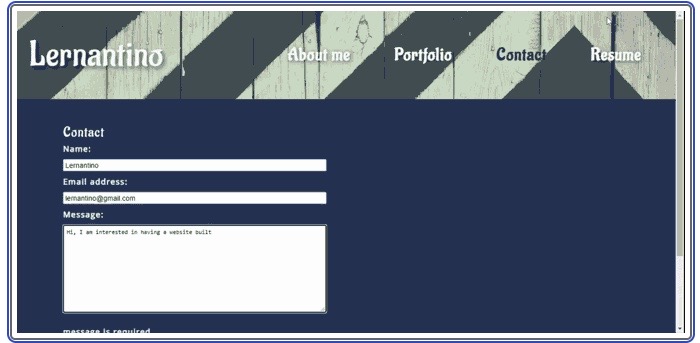 Lernantino
About me Portfolio Contact Resume
Contact
Name:
Lernantino
Email address:
lernantino@gmail.com
Message:
Hi, I am interested in having a website built
message is required